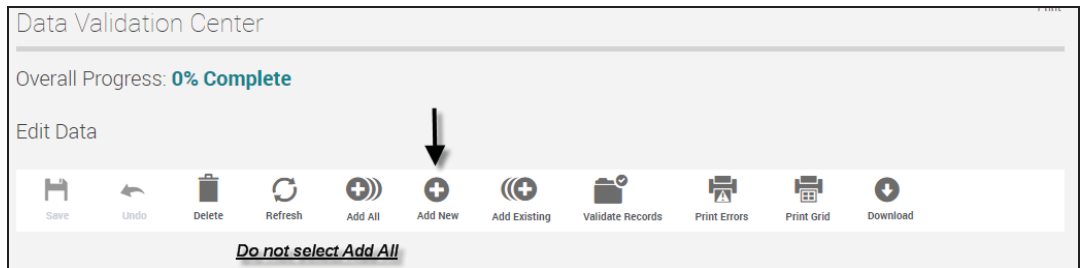 Print
Data Validation Center
Overall Progress: 0% Complete
Edit Data
Save Undo Delete Refresh Add All Add New Add Existing Validate Records Print Errors Print Grid Download
Do not select Add All